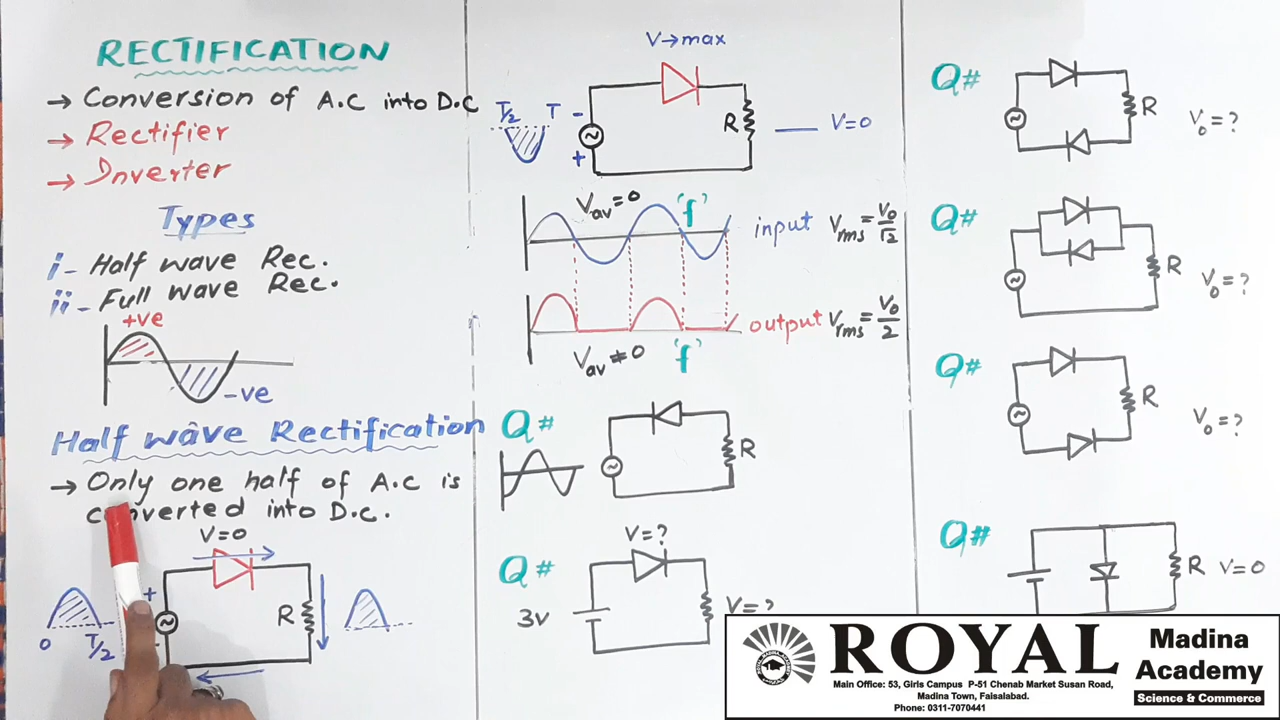 RECTIFICATION
→ Conversion of A.C into D.C
→ Rectifier
→ Inverter
Types
i - Half wave Rec.
ii - Full wave Rec.
+ve
-ve
Half wave Rectification
→ Only one half of A.C is
converted into D.C.
V=0
+
R
0
T/2
V→max
T/2
T
-
+
R
V=0
Vav=0
'f'
input Vrms = V0/√2
output Vrms = V0/2
Vav ≠ 0
'f'
Q#
R
Q#
V=?
3v
V=?
Q#
R
V0=?
Q#
R
V0=?
Q#
R
V0=?
Q#
R V=0
ROYAL
Main Office: 53, Girls Campus P-51 Chenab Market Susan Road,
Madina Town, Faisalabad.
Phone: 0311-7070441
Madina
Academy
Science & Commerce